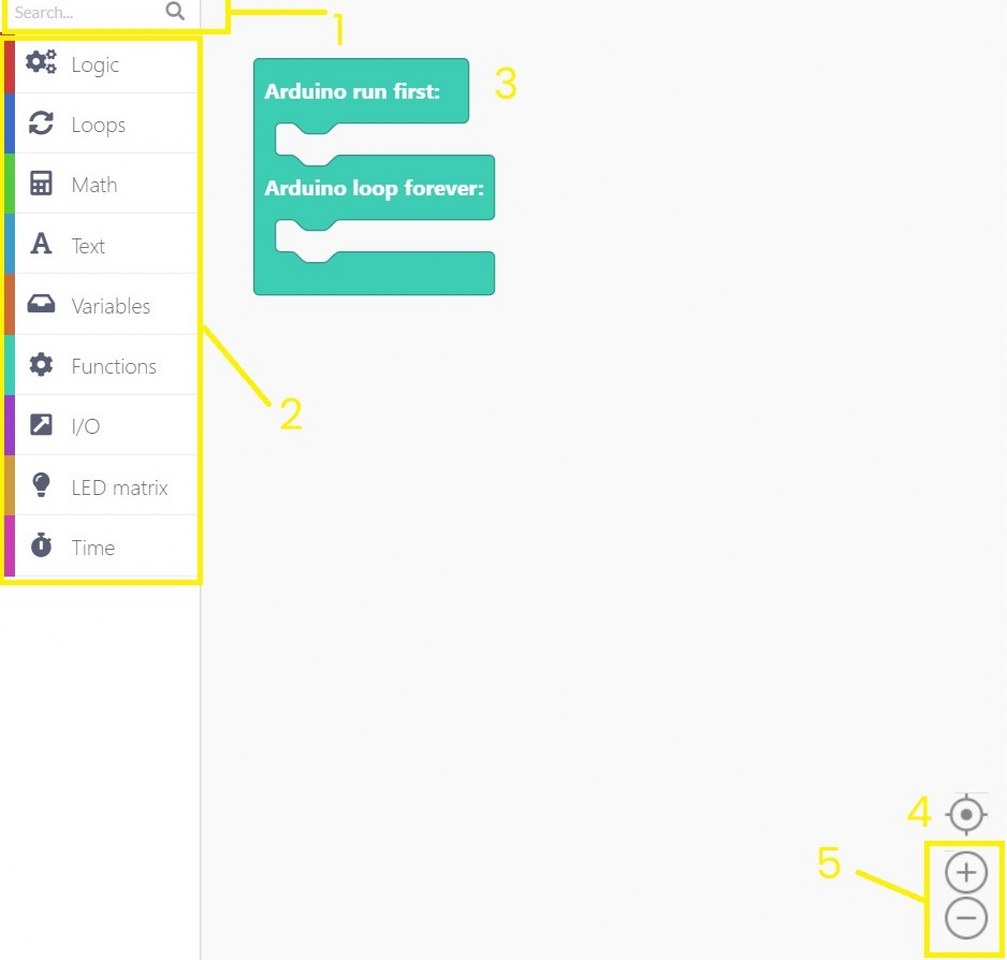 Search...
1
Logic
Arduino run first:
3
Loops
Math
Arduino loop forever:
Text
Variables
Functions
2
I/O
LED matrix
Time
4
5